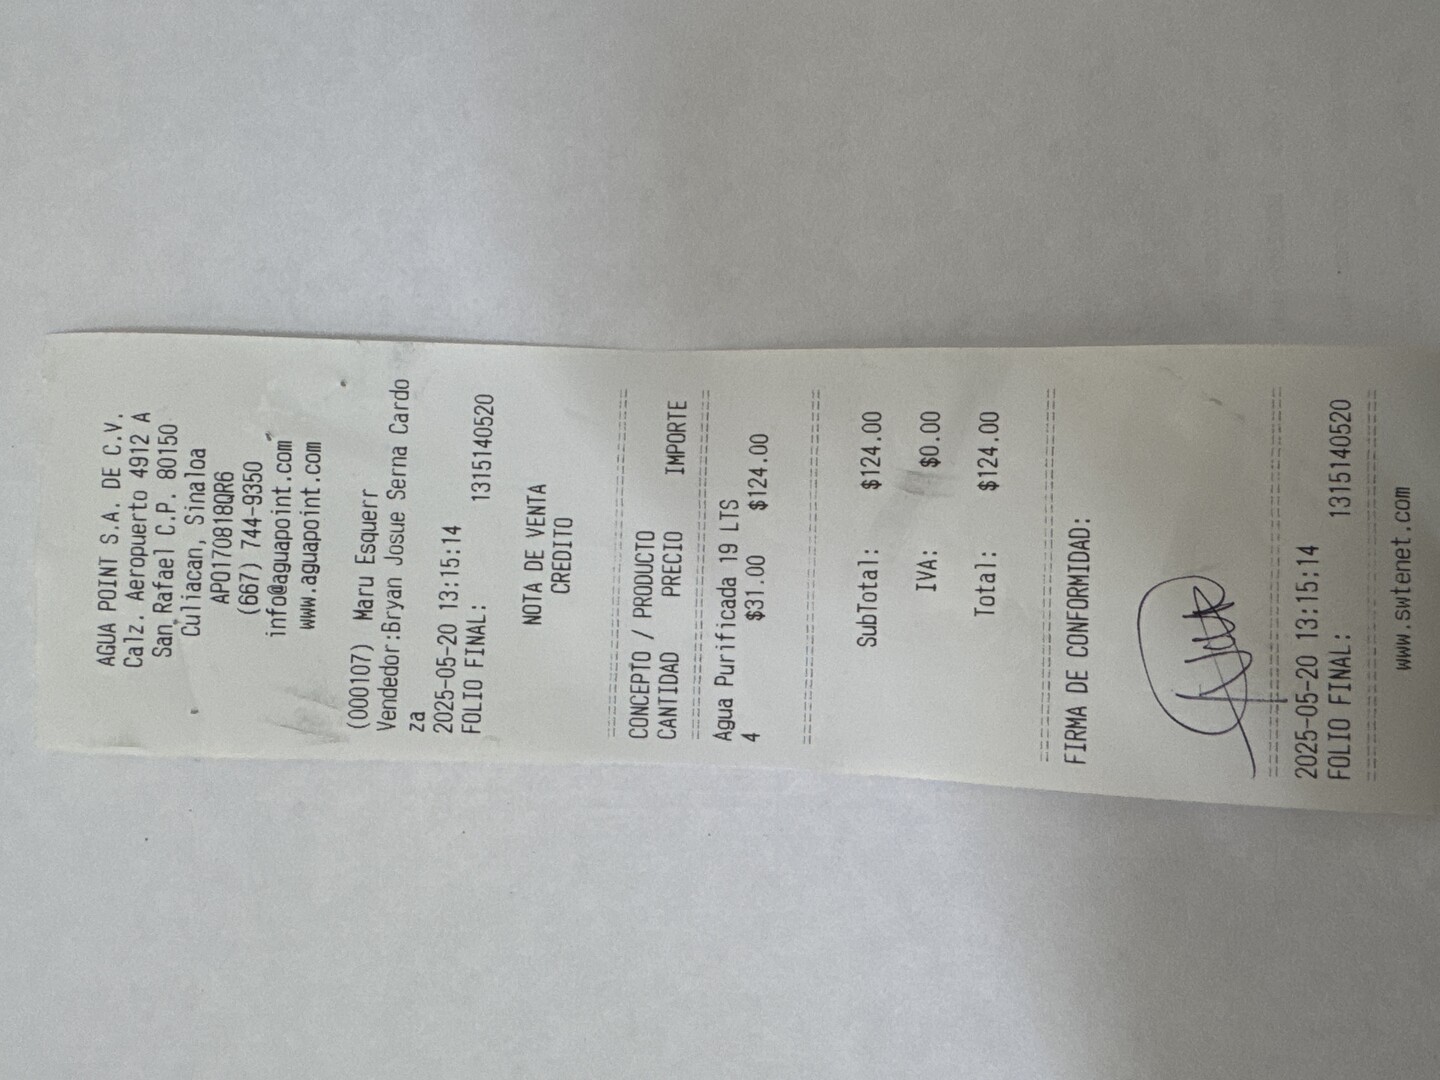 AGUA POINT S.A. DE C.V.
Calz. Aeropuerto 4912 A
San Rafael C.P. 80150
Culiacan, Sinaloa
APO170818QR6
(667) 744-9350
info@aguapoint.com
www.aguapoint.com
(000107) Maru Esquerr
Vendedor:Bryan Josue Serna Cardo
za
2025-05-20 13:15:14
FOLIO FINAL: 1315140520
NOTA DE VENTA
CREDITO
================================
CONCEPTO / PRODUCTO
CANTIDAD PRECIO IMPORTE
================================
Agua Purificada 19 LTS
4 $31.00 $124.00
================================
SubTotal: $124.00
IVA: $0.00
Total: $124.00
================================
FIRMA DE CONFORMIDAD:
================================
2025-05-20 13:15:14
FOLIO FINAL: 1315140520
================================
www.swtenet.com